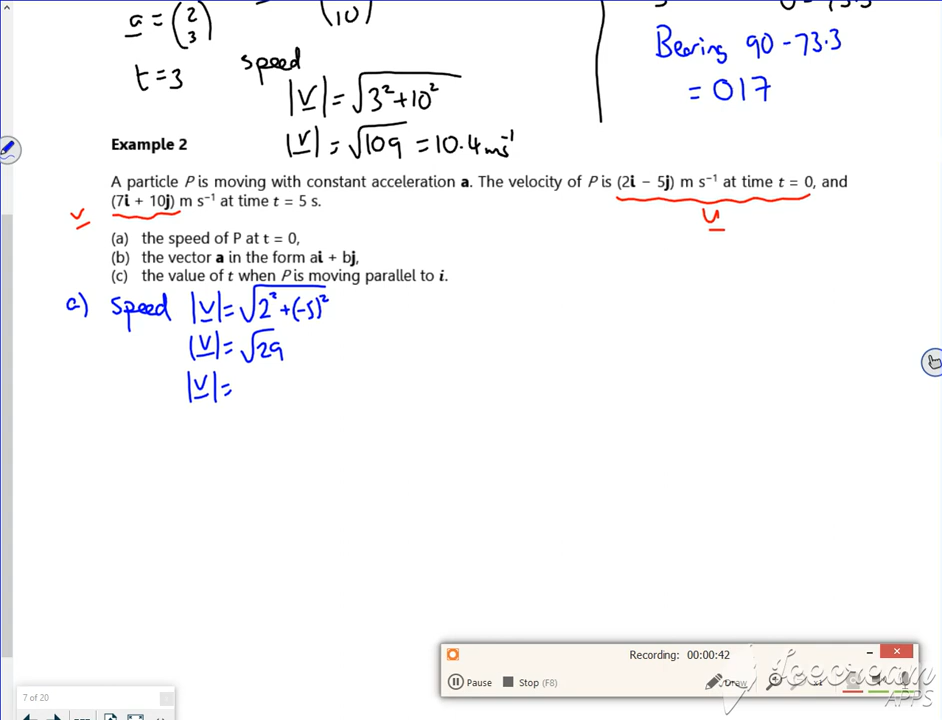 a = (2 3)
(10)
t = 3
speed
|v| = √3² + 10²
|v| = √109 = 10.4 ms⁻¹
Bearing 90 - 73.3
= 017
Example 2
A particle P is moving with constant acceleration a. The velocity of P is (2i − 5j) m s⁻¹ at time t = 0, and
(7i + 10j) m s⁻¹ at time t = 5 s.
v
u
(a) the speed of P at t = 0,
(b) the vector a in the form ai + bj,
(c) the value of t when P is moving parallel to i.
a) Speed |v| = √2² + (-5)²
|v| = √29
|v| =
Recording: 00:00:42
Pause Stop (F8) Draw
Icecream
APPS
7 of 20